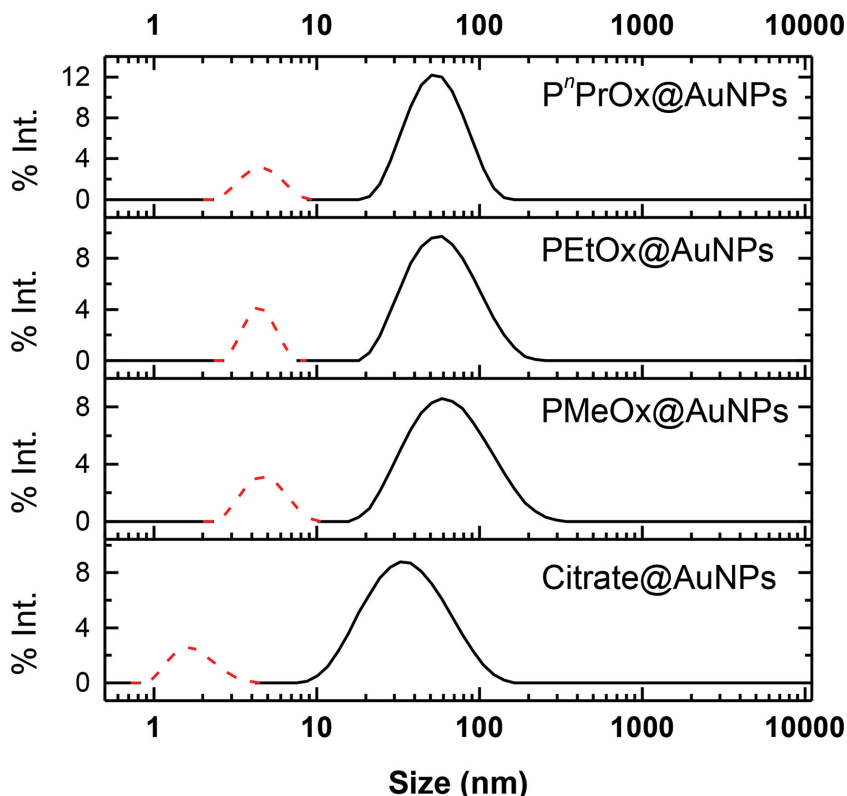 1 10 100 1000 10000
12
8
4
0
% Int.
PⁿPrOx@AuNPs
8
4
0
% Int.
PEtOx@AuNPs
8
4
0
% Int.
PMeOx@AuNPs
8
4
0
% Int.
Citrate@AuNPs
1 10 100 1000 10000
Size (nm)